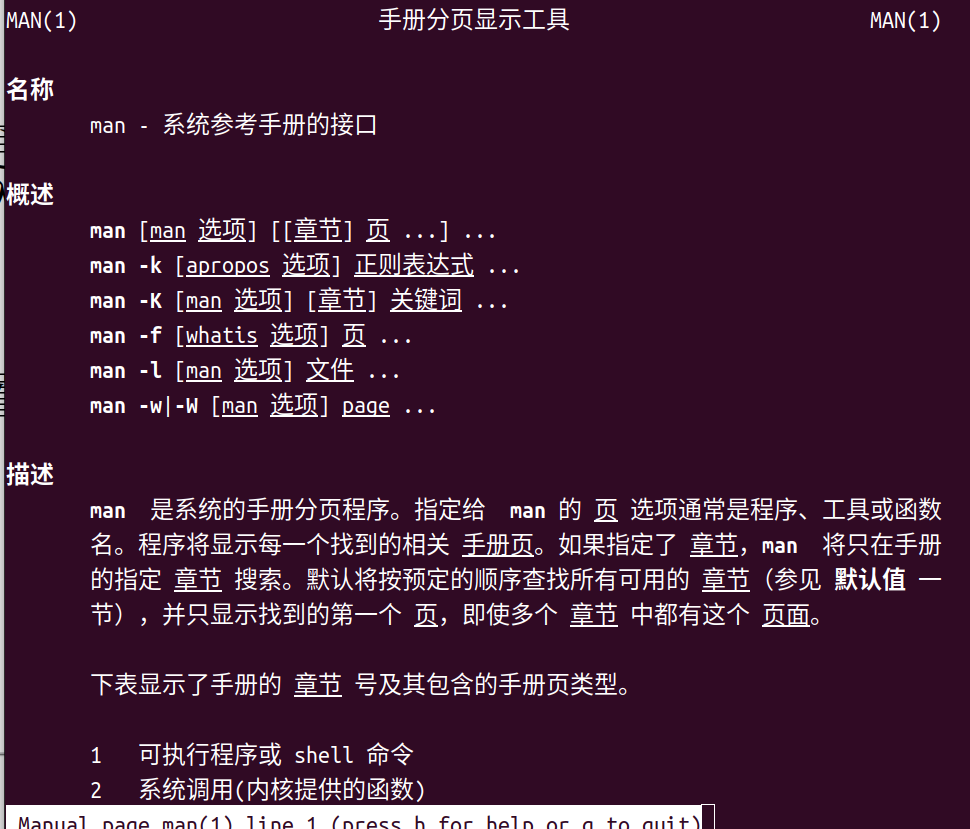 MAN(1) 手册分页显示工具 MAN(1)
名称
man - 系统参考手册的接口
概述
man [man 选项] [[章节] 页 ...] ...
man -k [apropos 选项] 正则表达式 ...
man -K [man 选项] [章节] 关键词 ...
man -f [whatis 选项] 页 ...
man -l [man 选项] 文件 ...
man -w|-W [man 选项] page ...
描述
man 是系统的手册分页程序。指定给 man 的 页 选项通常是程序、工具或函数
名。程序将显示每一个找到的相关 手册页。如果指定了 章节，man 将只在手册
的指定 章节 搜索。默认将按预定的顺序查找所有可用的 章节（参见 默认值 一
节），并只显示找到的第一个 页，即使多个 章节 中都有这个 页面。
下表显示了手册的 章节 号及其包含的手册页类型。
1 可执行程序或 shell 命令
2 系统调用(内核提供的函数)
Manual page man(1) line 1 (press h for help or q to quit)